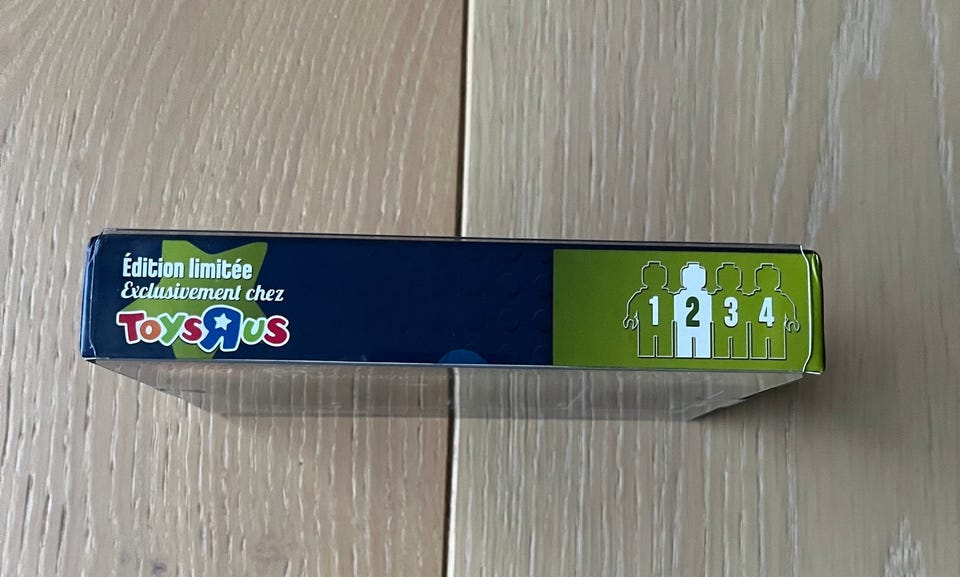 Édition limitée
Exclusivement chez
ToysЯus
1 2 3 4